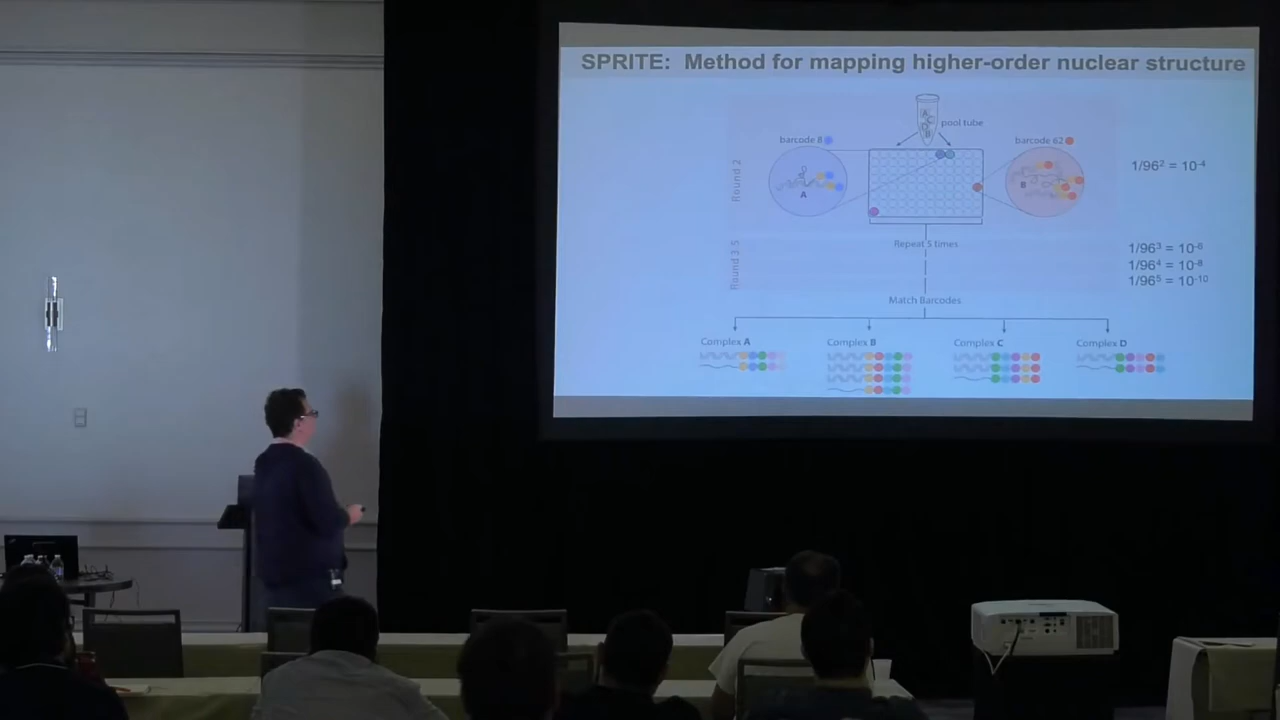 SPRITE: Method for mapping higher-order nuclear structure
pool tube
barcode 8
barcode 62
Round 2
A
B
1/96² = 10⁻⁴
Repeat 5 times
Round 3-5
1/96³ = 10⁻⁶
1/96⁴ = 10⁻⁸
1/96⁵ = 10⁻¹⁰
Match Barcodes
Complex A
Complex B
Complex C
Complex D